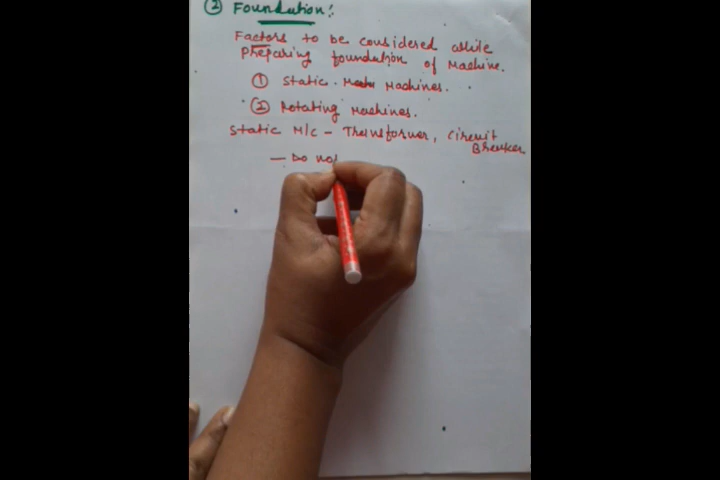 ② Foundation:
Factors to be considered while
preparing foundation of Machine.
① Static Machines.
② Rotating Machines.
Static M/C - Transformer, Circuit
Breaker
- Do not